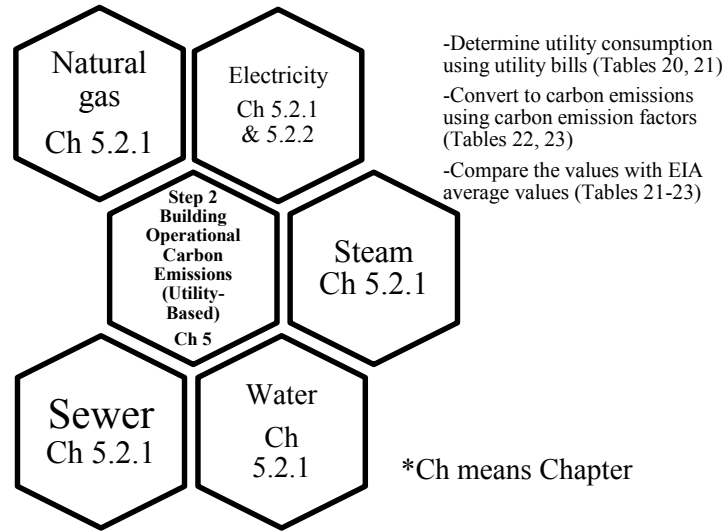 Natural
gas
Ch 5.2.1
Electricity
Ch 5.2.1
& 5.2.2
-Determine utility consumption
using utility bills (Tables 20, 21)
-Convert to carbon emissions
using carbon emission factors
(Tables 22, 23)
-Compare the values with EIA
average values (Tables 21-23)
Step 2
Building
Operational
Carbon
Emissions
(Utility-
Based)
Ch 5
Steam
Ch 5.2.1
Sewer
Ch 5.2.1
Water
Ch
5.2.1
*Ch means Chapter